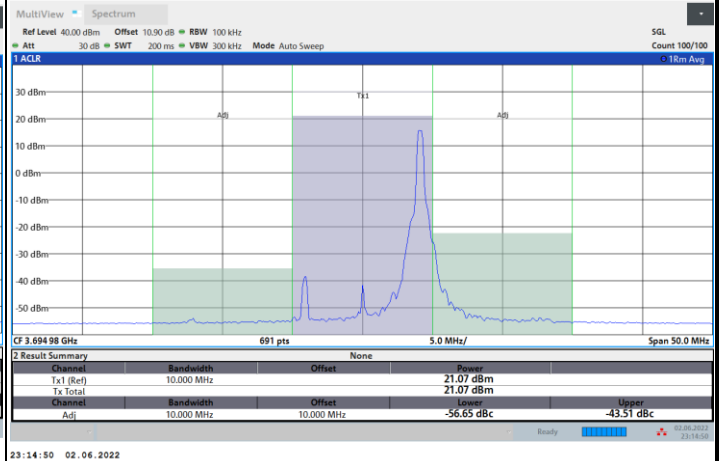 MultiView Spectrum
Ref Level 40.00 dBm Offset 10.90 dB RBW 100 kHz SGL
Att 30 dB SWT 200 ms VBW 300 kHz Mode Auto Sweep Count 100/100
1 ACLR 1Rm Avg
Tx1
30 dBm
Adj Adj
20 dBm
10 dBm
0 dBm
-10 dBm
-20 dBm
-30 dBm
-40 dBm
-50 dBm
CF 3.694 98 GHz 691 pts 5.0 MHz/ Span 50.0 MHz
2 Result Summary None
Channel Bandwidth Offset Power
Tx1 (Ref) 10.000 MHz 21.07 dBm
Tx Total 21.07 dBm
Channel Bandwidth Offset Lower Upper
Adj 10.000 MHz 10.000 MHz -56.65 dBc -43.51 dBc
Ready 02.06.2022
23:14:50
23:14:50 02.06.2022